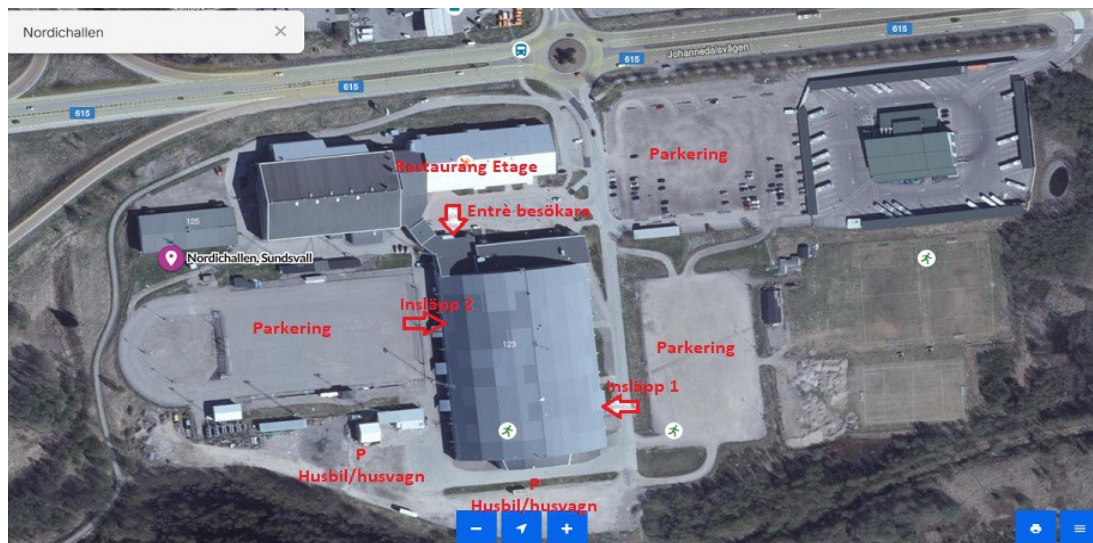 Nordichallen
615
615
615
615
Johannedalsvägen
117
Parkering
Restaurang Etage
Entrè besökare
125
Nordichallen, Sundsvall
Insläpp 2
Parkering
123
Parkering
Insläpp 1
P
Husbil/husvagn
P
Husbil/husvagn